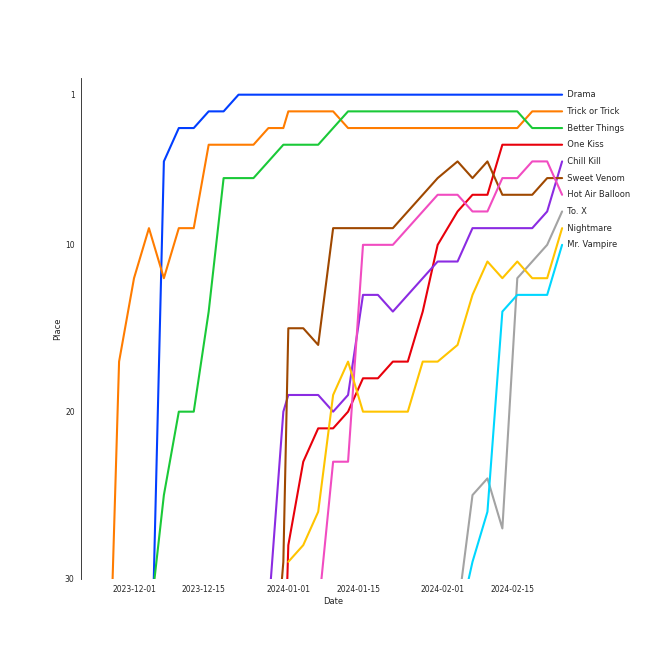 1
10
20
30
Place
2023-12-01
2023-12-15
2024-01-01
2024-01-15
2024-02-01
2024-02-15
Date
Drama
Trick or Trick
Better Things
One Kiss
Chill Kill
Sweet Venom
Hot Air Balloon
To. X
Nightmare
Mr. Vampire